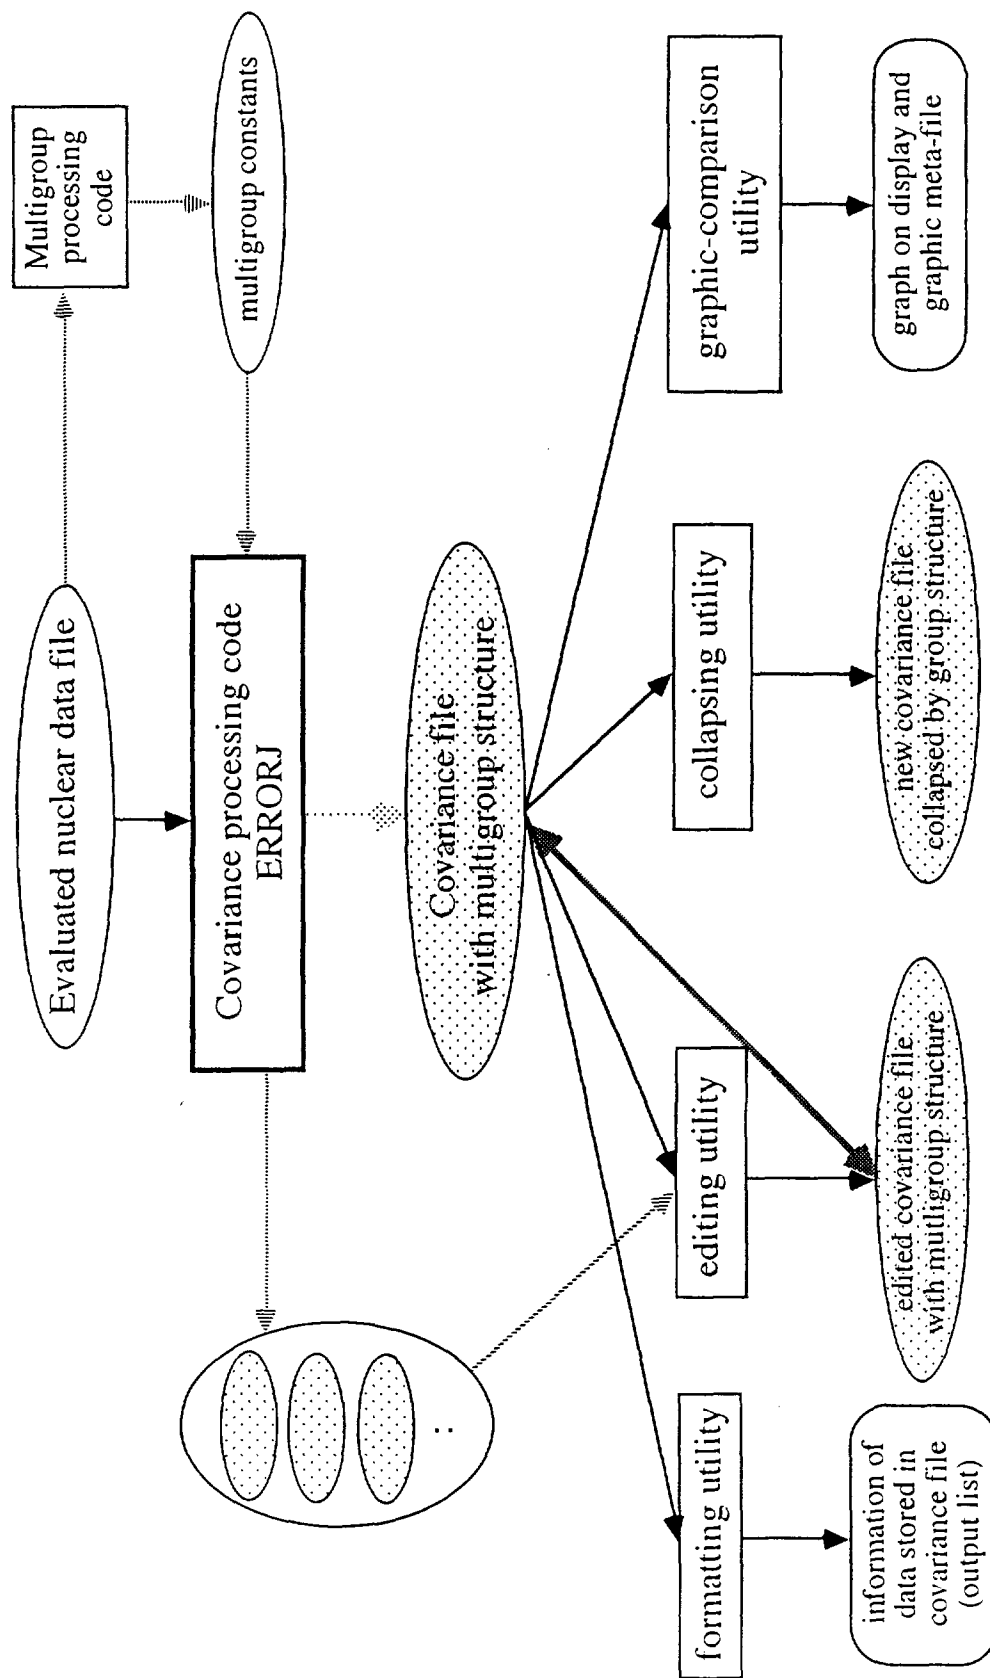 Evaluated nuclear data file
Multigroup
processing
code
multigroup constants
Covariance processing code
ERRORJ
Covariance file
with multigroup structure
..
formatting utility
editing utility
collapsing utility
graphic-comparison
utility
information of
data stored in
covariance file
(output list)
edited covariance file
with mutligroup structure
new covariance file
collapsed by group structure
graph on display and
graphic meta-file